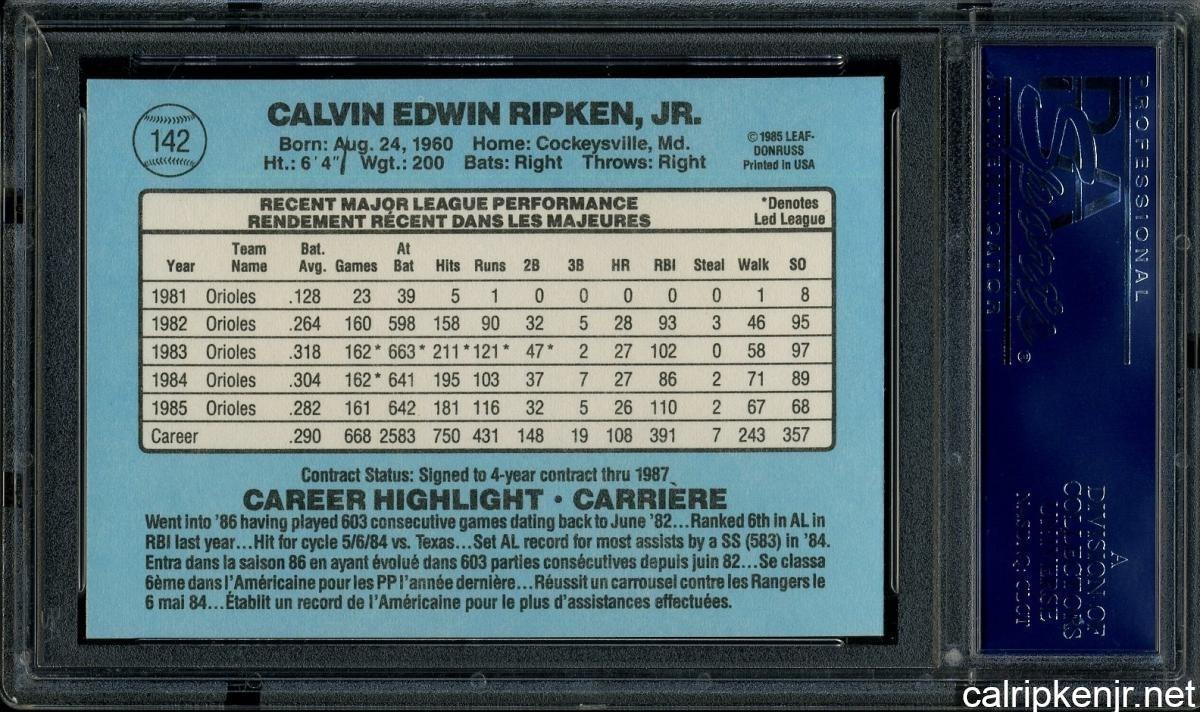 142
CALVIN EDWIN RIPKEN, JR.
Born: Aug. 24, 1960 Home: Cockeysville, Md.
Ht.: 6'4" Wgt.: 200 Bats: Right Throws: Right
©1985 LEAF-
DONRUSS
Printed in USA
RECENT MAJOR LEAGUE PERFORMANCE
RENDEMENT RÉCENT DANS LES MAJEURES
*Denotes
Led League
Year Team Name Bat. Avg. Games At Bat Hits Runs 2B 3B HR RBI Steal Walk SO
1981 Orioles .128 23 39 5 1 0 0 0 0 0 1 8
1982 Orioles .264 160 598 158 90 32 5 28 93 3 46 95
1983 Orioles .318 162* 663* 211* 121* 47* 2 27 102 0 58 97
1984 Orioles .304 162* 641 195 103 37 7 27 86 2 71 89
1985 Orioles .282 161 642 181 116 32 5 26 110 2 67 68
Career .290 668 2583 750 431 148 19 108 391 7 243 357
Contract Status: Signed to 4-year contract thru 1987
CAREER HIGHLIGHT • CARRIÈRE
Went into '86 having played 603 consecutive games dating back to June '82...Ranked 6th in AL in
RBI last year...Hit for cycle 5/6/84 vs. Texas...Set AL record for most assists by a SS (583) in '84.
Entra dans la saison 86 en ayant évolué dans 603 parties consécutives depuis juin 82...Se classa
6ème dans l'Américaine pour les PP l'année dernière...Réussit un carrousel contre les Rangers le
6 mai 84...Établit un record de l'Américaine pour le plus d'assistances effectuées.
PROFESSIONAL
PSA
SPORTS
AUTHENTICATOR
A
DIVISION OF
COLLECTORS
UNIVERSE
NASDAQ: CLCT
calripkenjr.net